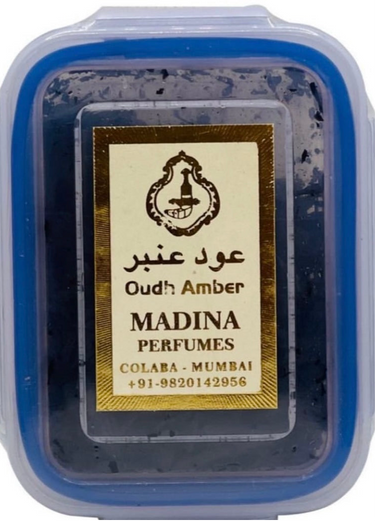 عود عنبر
Oudh Amber
MADINA
PERFUMES
COLABA - MUMBAI
+91-9820142956